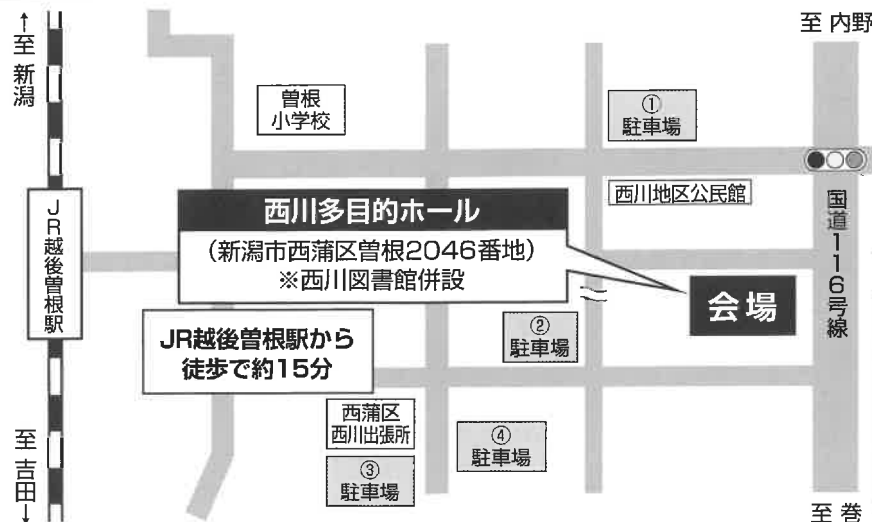 ←至 新潟
至 内野
曽根
小学校
①
駐車場
西川地区公民館
JR越後曽根駅
西川多目的ホール
(新潟市西蒲区曽根2046番地)
※西川図書館併設
国道116号線
会場
JR越後曽根駅から
徒歩で約15分
②
駐車場
西蒲区
西川出張所
③
駐車場
④
駐車場
至 吉田→
至 巻